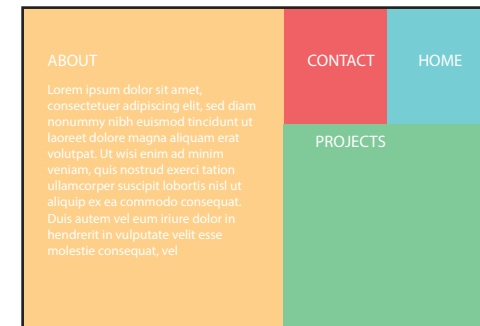 ABOUT
Lorem ipsum dolor sit amet,
consectetuer adipiscing elit, sed diam
nonummy nibh euismod tincidunt ut
laoreet dolore magna aliquam erat
volutpat. Ut wisi enim ad minim
veniam, quis nostrud exerci tation
ullamcorper suscipit lobortis nisl ut
aliquip ex ea commodo consequat.
Duis autem vel eum iriure dolor in
hendrerit in vulputate velit esse
molestie consequat, vel
CONTACT
HOME
PROJECTS